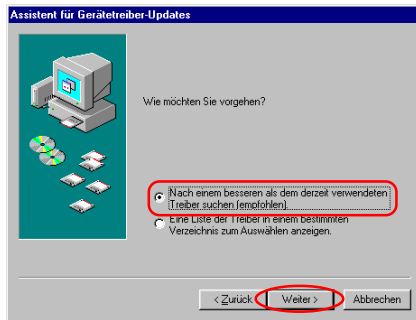 Assistent für Gerätetreiber-Updates
Wie möchten Sie vorgehen?
Nach einem besseren als dem derzeit verwendeten
Treiber suchen (empfohlen).
Eine Liste der Treiber in einem bestimmten
Verzeichnis zum Auswählen anzeigen.
< Zurück Weiter > Abbrechen